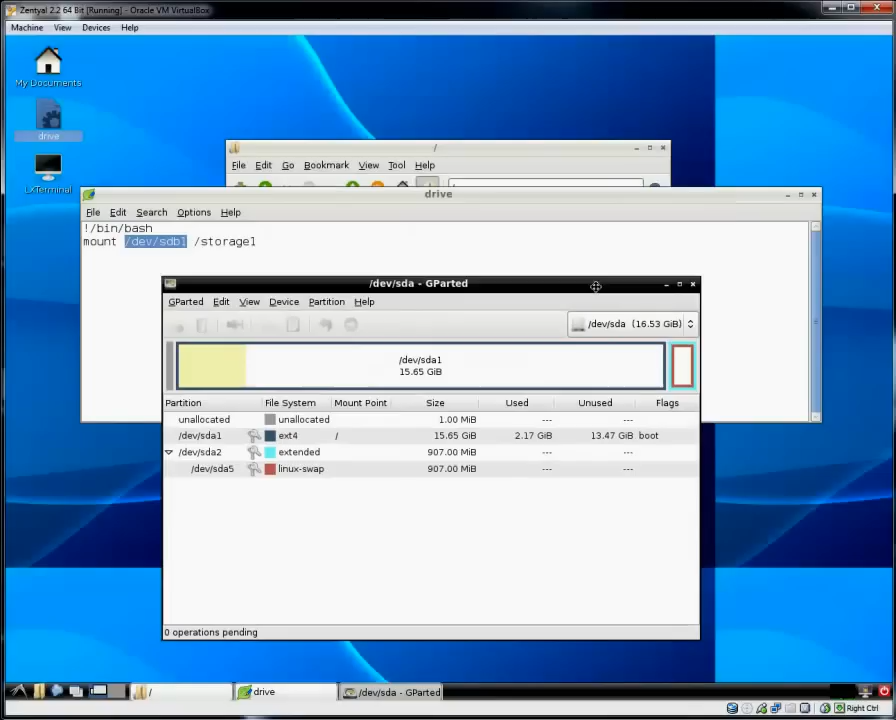 Zentyal 2.2 64 Bit [Running] - Oracle VM VirtualBox
Machine View Devices Help
My Documents
drive
LXTerminal
/
File Edit Go Bookmark View Tool Help
drive
File Edit Search Options Help
!/bin/bash
mount /dev/sdb1 /storage1
/dev/sda - GParted
GParted Edit View Device Partition Help
/dev/sda (16.53 GiB)
/dev/sda1
15.65 GiB
Partition File System Mount Point Size Used Unused Flags
unallocated unallocated 1.00 MiB --- ---
/dev/sda1 ext4 / 15.65 GiB 2.17 GiB 13.47 GiB boot
/dev/sda2 extended 907.00 MiB --- ---
/dev/sda5 linux-swap 907.00 MiB --- ---
0 operations pending
/ drive /dev/sda - GParted
Right Ctrl